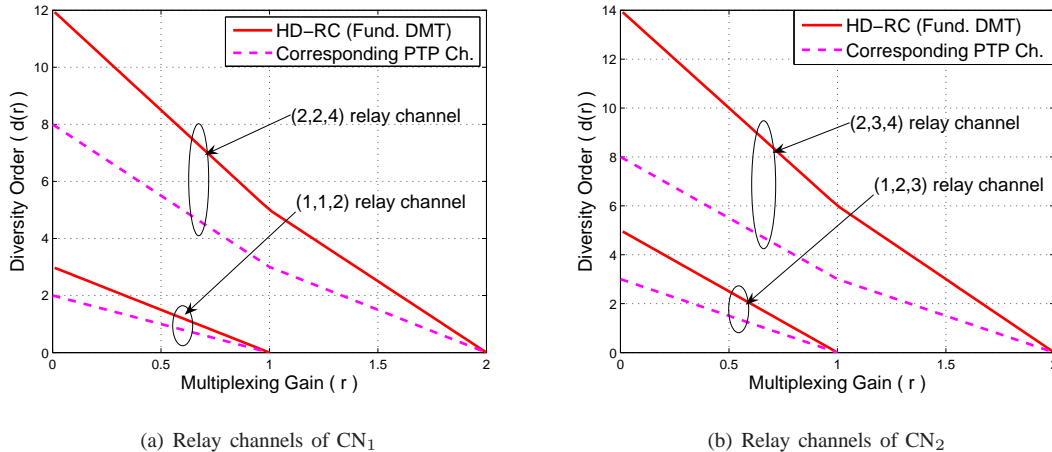 12
10
8
6
4
2
0
0
0.5
1
1.5
2
Diversity Order ( d(r) )
Multiplexing Gain ( r )
HD−RC (Fund. DMT)
Corresponding PTP Ch.
(2,2,4) relay channel
(1,1,2) relay channel
(a) Relay channels of CN₁
14
12
10
8
6
4
2
0
0
0.5
1
1.5
2
Diversity Order ( d(r) )
Multiplexing Gain ( r )
HD−RC (Fund. DMT)
Corresponding PTP Ch.
(2,3,4) relay channel
(1,2,3) relay channel
(b) Relay channels of CN₂